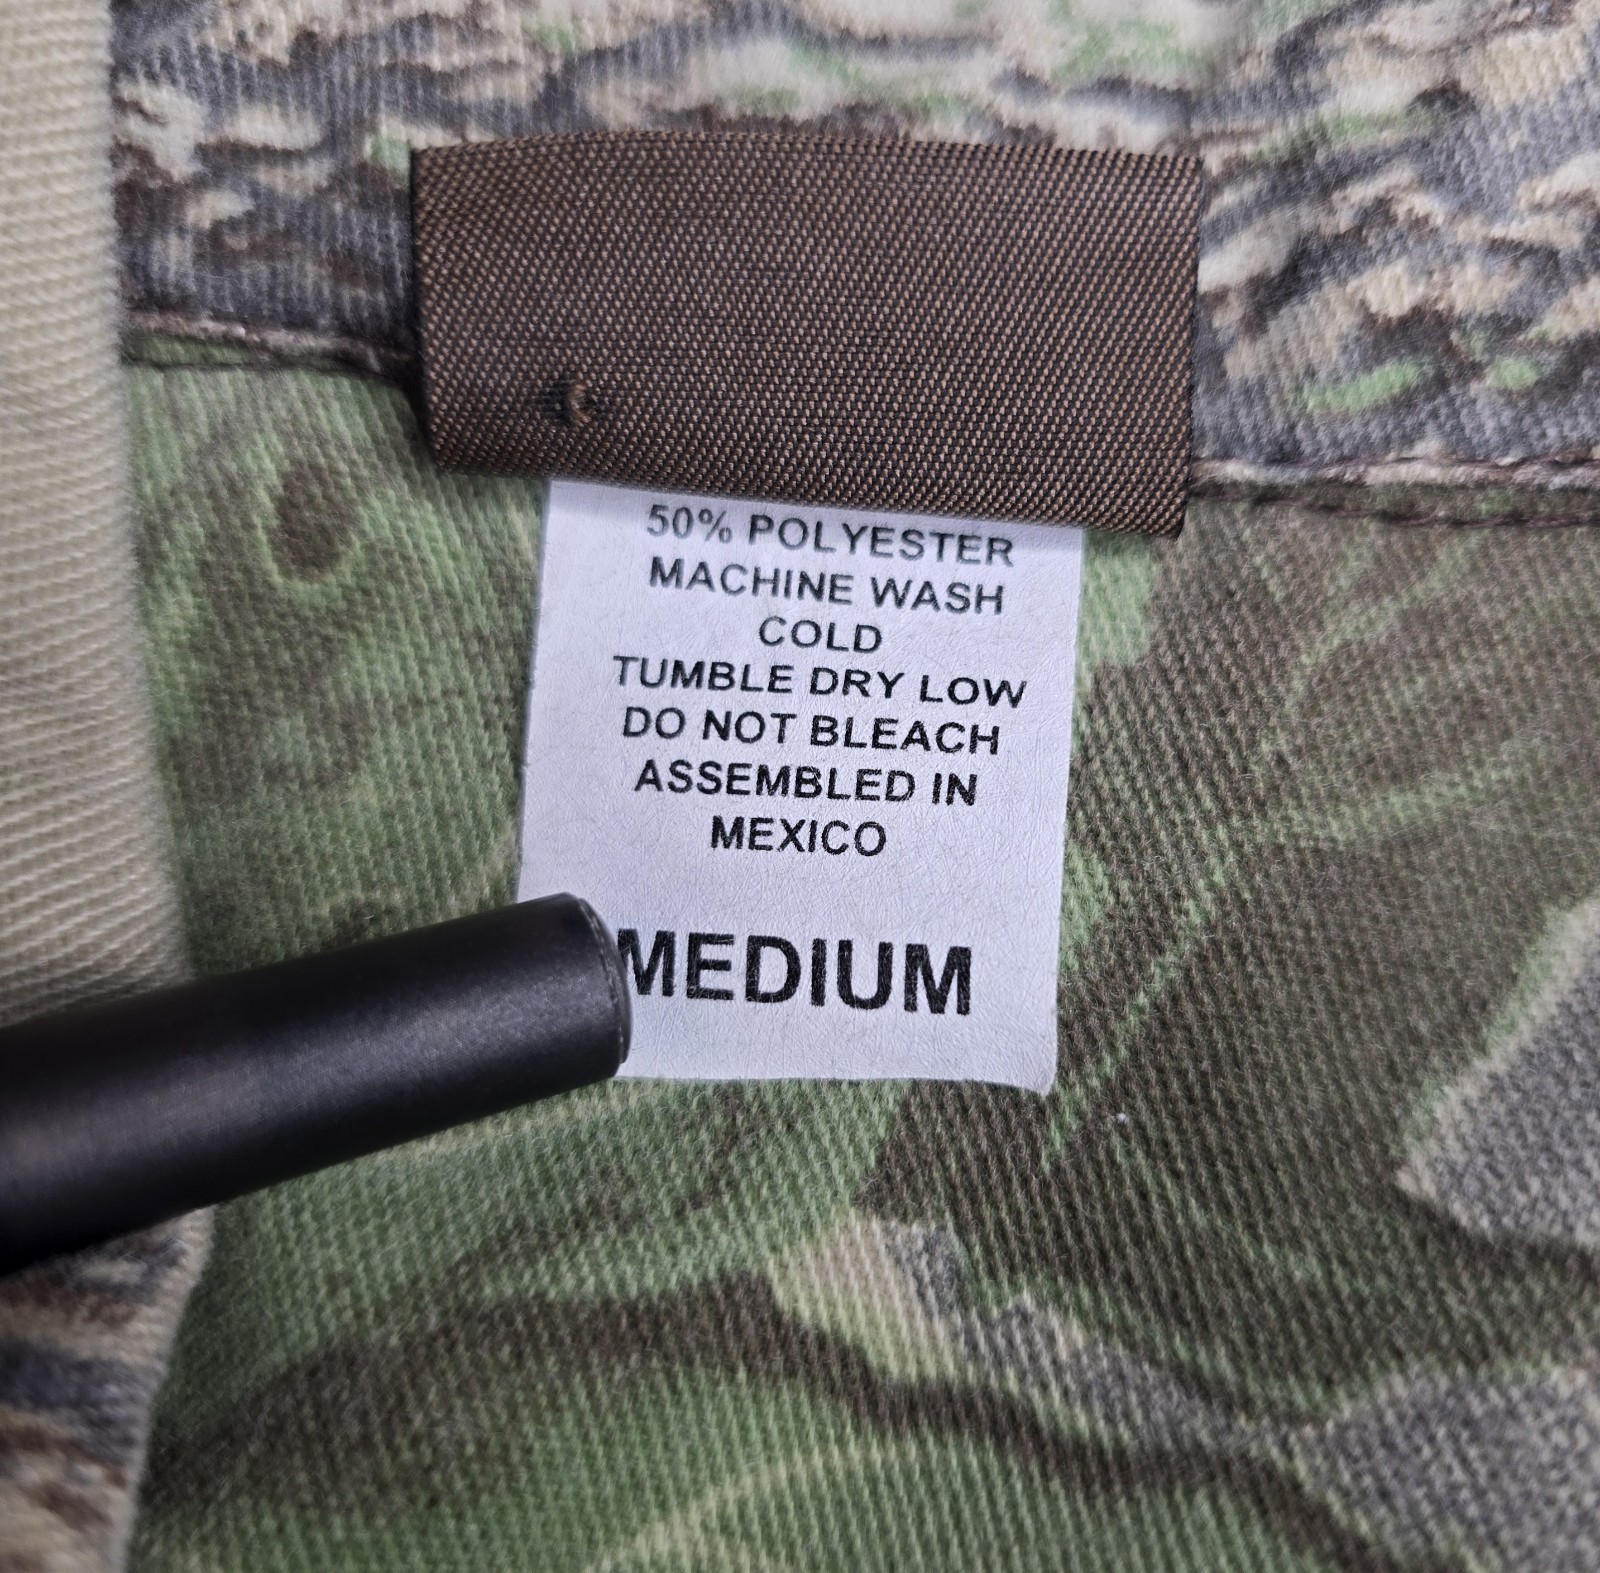 50% POLYESTER
MACHINE WASH
COLD
TUMBLE DRY LOW
DO NOT BLEACH
ASSEMBLED IN
MEXICO
MEDIUM